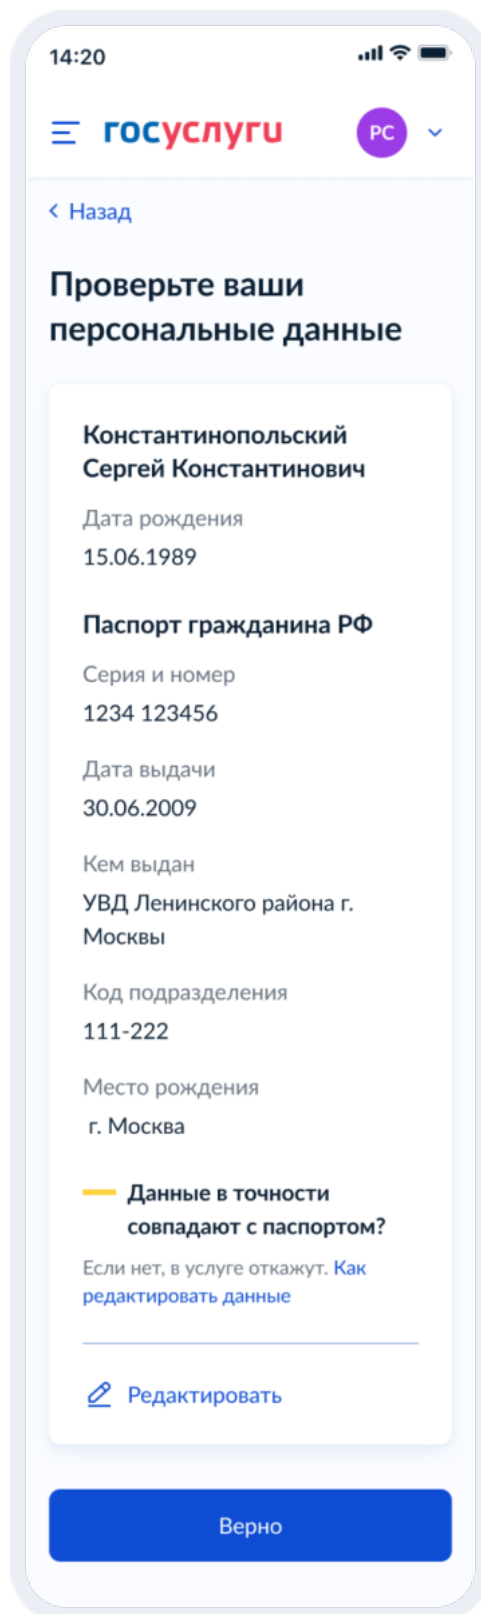 14:20
госуслуги
РС
Назад
Проверьте ваши
персональные данные
Константинопольский
Сергей Константинович
Дата рождения
15.06.1989
Паспорт гражданина РФ
Серия и номер
1234 123456
Дата выдачи
30.06.2009
Кем выдан
УВД Ленинского района г.
Москвы
Код подразделения
111-222
Место рождения
г. Москва
Данные в точности
совпадают с паспортом?
Если нет, в услуге откажут. Как
редактировать данные
Редактировать
Верно